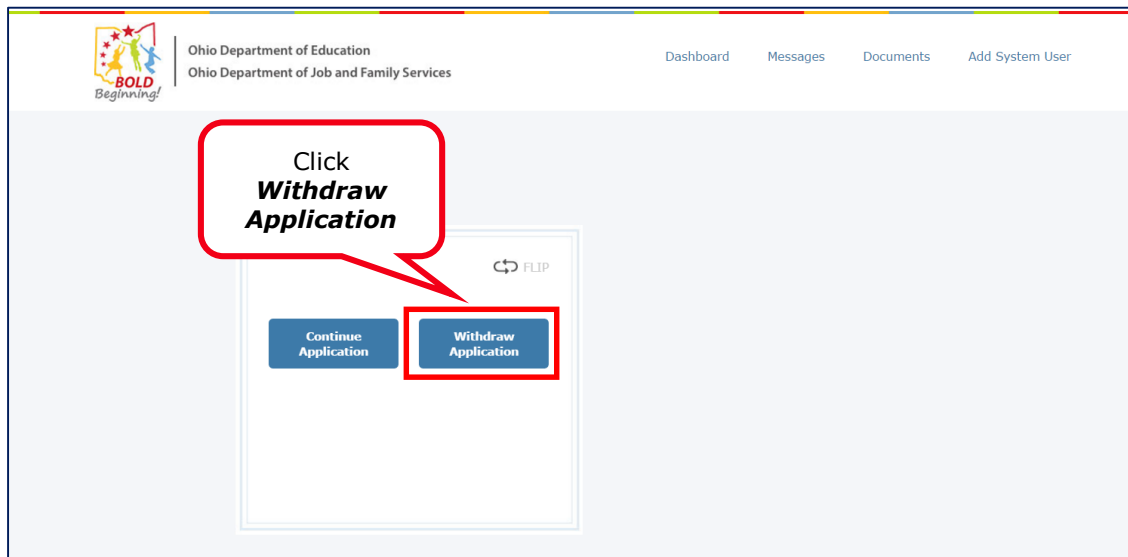 BOLD
Beginning!
Ohio Department of Education
Ohio Department of Job and Family Services
Dashboard Messages Documents Add System User
Click
Withdraw
Application
FLIP
Continue
Application
Withdraw
Application